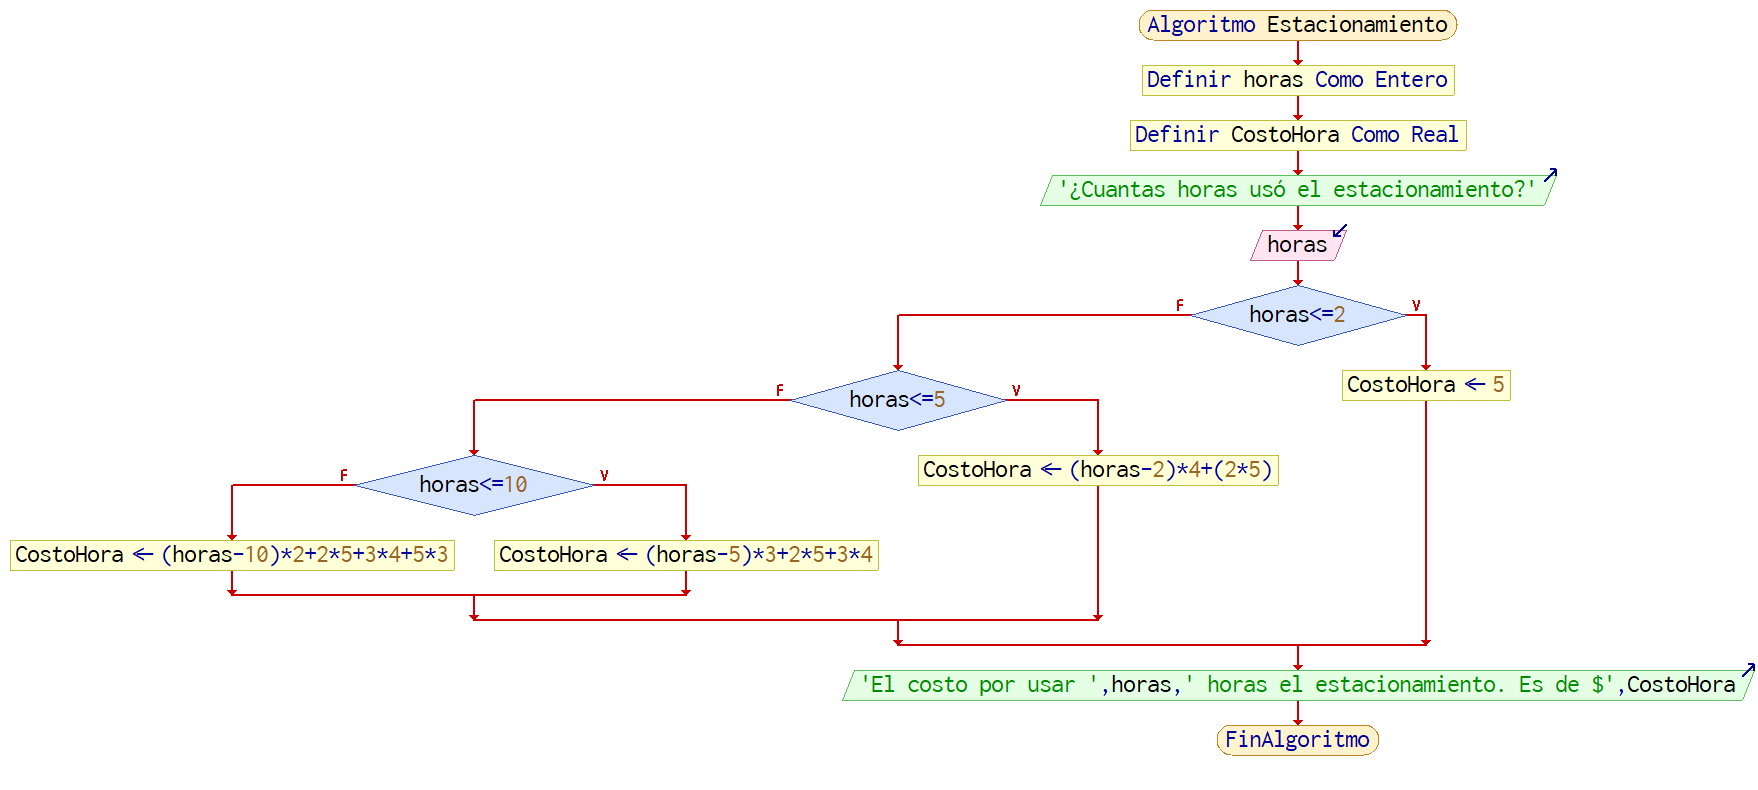 Algoritmo Estacionamiento
Definir horas Como Entero
Definir CostoHora Como Real
'¿Cuantas horas usó el estacionamiento?'
horas
horas<=2
F
V
CostoHora ← 5
horas<=5
F
V
CostoHora ← (horas-2)*4+(2*5)
horas<=10
F
V
CostoHora ← (horas-10)*2+2*5+3*4+5*3
CostoHora ← (horas-5)*3+2*5+3*4
'El costo por usar ',horas,' horas el estacionamiento. Es de $',CostoHora
FinAlgoritmo